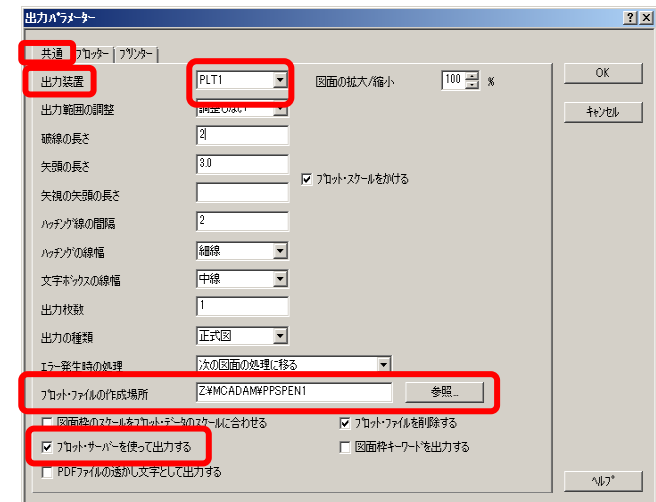 出力パラメーター
共通 プロッター プリンター
出力装置 PLT1 図面の拡大/縮小 100 % OK
出力範囲の調整 調整しない キャンセル
破線の長さ 2
矢頭の長さ 3.0
プロット・スケールをかける
矢視の矢頭の長さ
ハッチング線の間隔 2
ハッチングの線幅 細線
文字ボックスの線幅 中線
出力枚数 1
出力の種類 正式図
エラー発生時の処理 次の図面の処理に移る
プロット・ファイルの作成場所 Z:¥MCADAM¥PPSPEN1 参照...
図面枠のスケールをプロット・データのスケールに合わせる プロット・ファイルを削除する
プロット・サーバーを使って出力する 図面枠キーワードを出力する
PDFファイルの透かし文字として出力する
ヘルプ